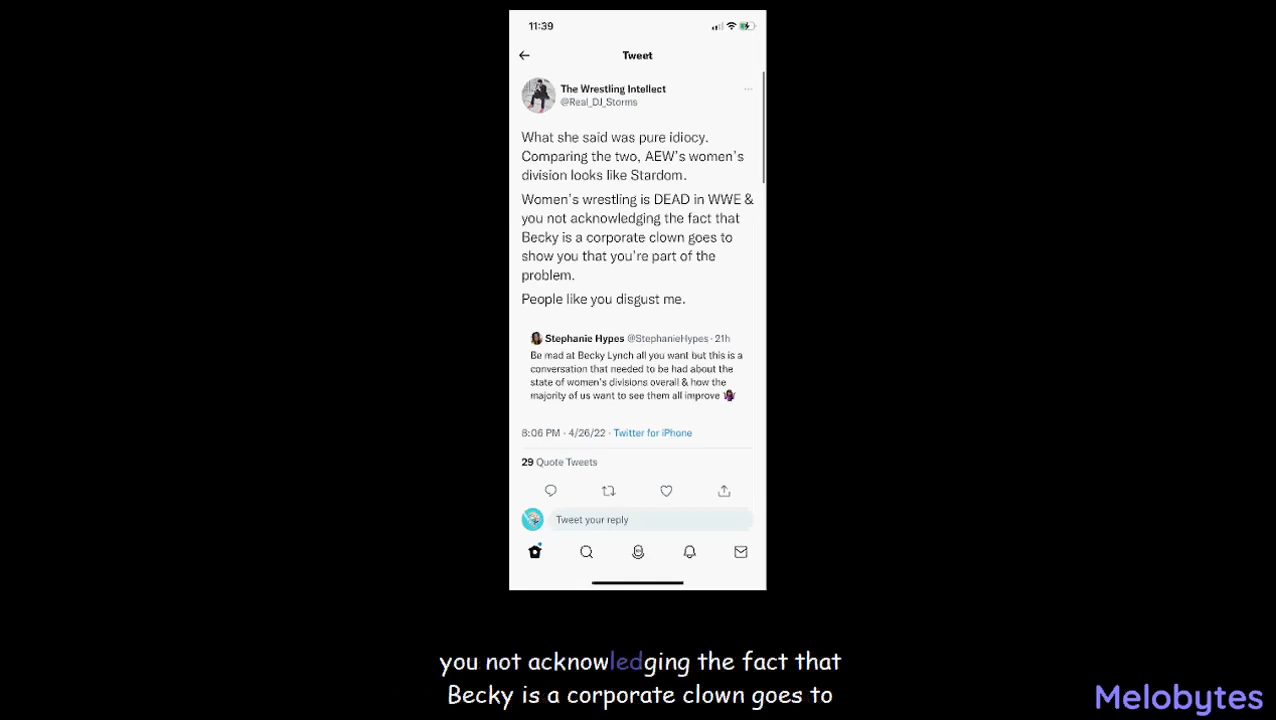 11:39
Tweet
The Wrestling Intellect
@Real_DJ_Storms
What she said was pure idiocy.
Comparing the two, AEW's women's
division looks like Stardom.
Women's wrestling is DEAD in WWE &
you not acknowledging the fact that
Becky is a corporate clown goes to
show you that you're part of the
problem.
People like you disgust me.
Stephanie Hypes @StephanieHypes · 21h
Be mad at Becky Lynch all you want but this is a
conversation that needed to be had about the
state of women's divisions overall & how the
majority of us want to see them all improve 🤷🏾‍♀️
8:06 PM · 4/26/22 · Twitter for iPhone
29 Quote Tweets
Tweet your reply
you not acknowledging the fact that
Becky is a corporate clown goes to
Melobytes